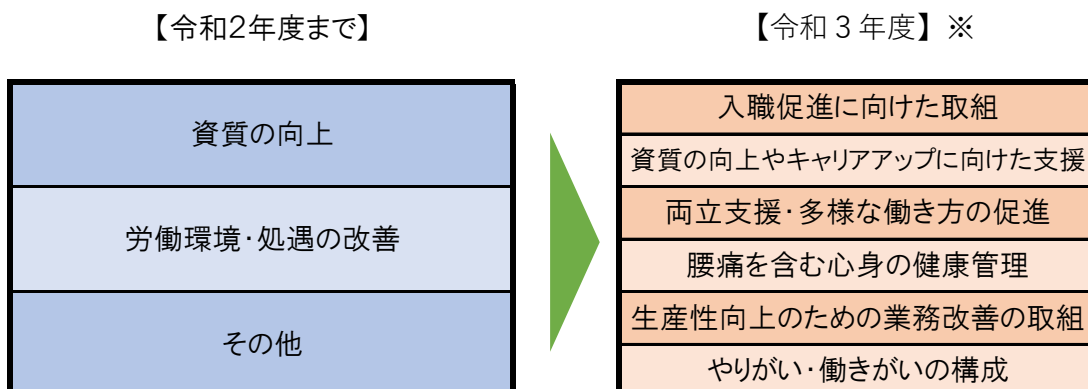 【令和2年度まで】
資質の向上
労働環境・処遇の改善
その他
【令和３年度】※
入職促進に向けた取組
資質の向上やキャリアアップに向けた支援
両立支援・多様な働き方の促進
腰痛を含む心身の健康管理
生産性向上のための業務改善の取組
やりがい・働きがいの構成